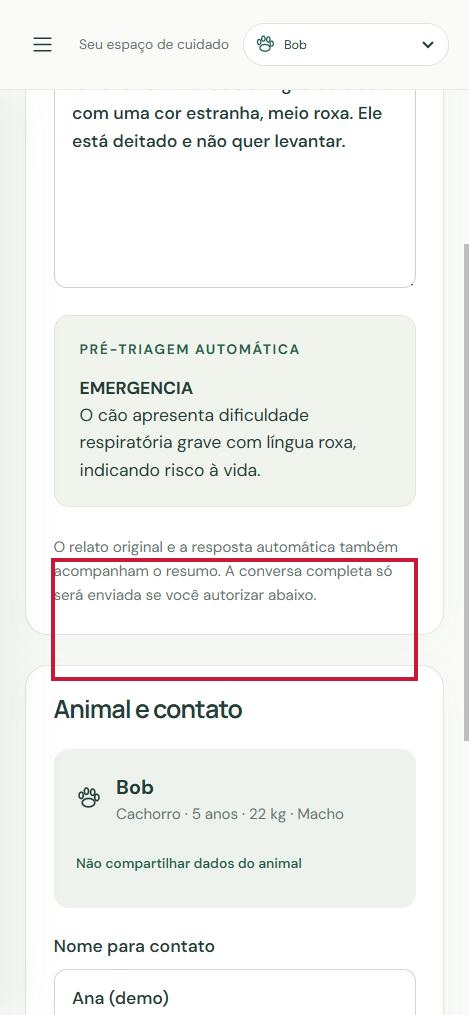 Seu espaço de cuidado
Bob
com uma cor estranha, meio roxa. Ele
está deitado e não quer levantar.
PRÉ-TRIAGEM AUTOMÁTICA
EMERGENCIA
O cão apresenta dificuldade
respiratória grave com língua roxa,
indicando risco à vida.
O relato original e a resposta automática também
acompanham o resumo. A conversa completa só
será enviada se você autorizar abaixo.
Animal e contato
Bob
Cachorro · 5 anos · 22 kg · Macho
Não compartilhar dados do animal
Nome para contato
Ana (demo)